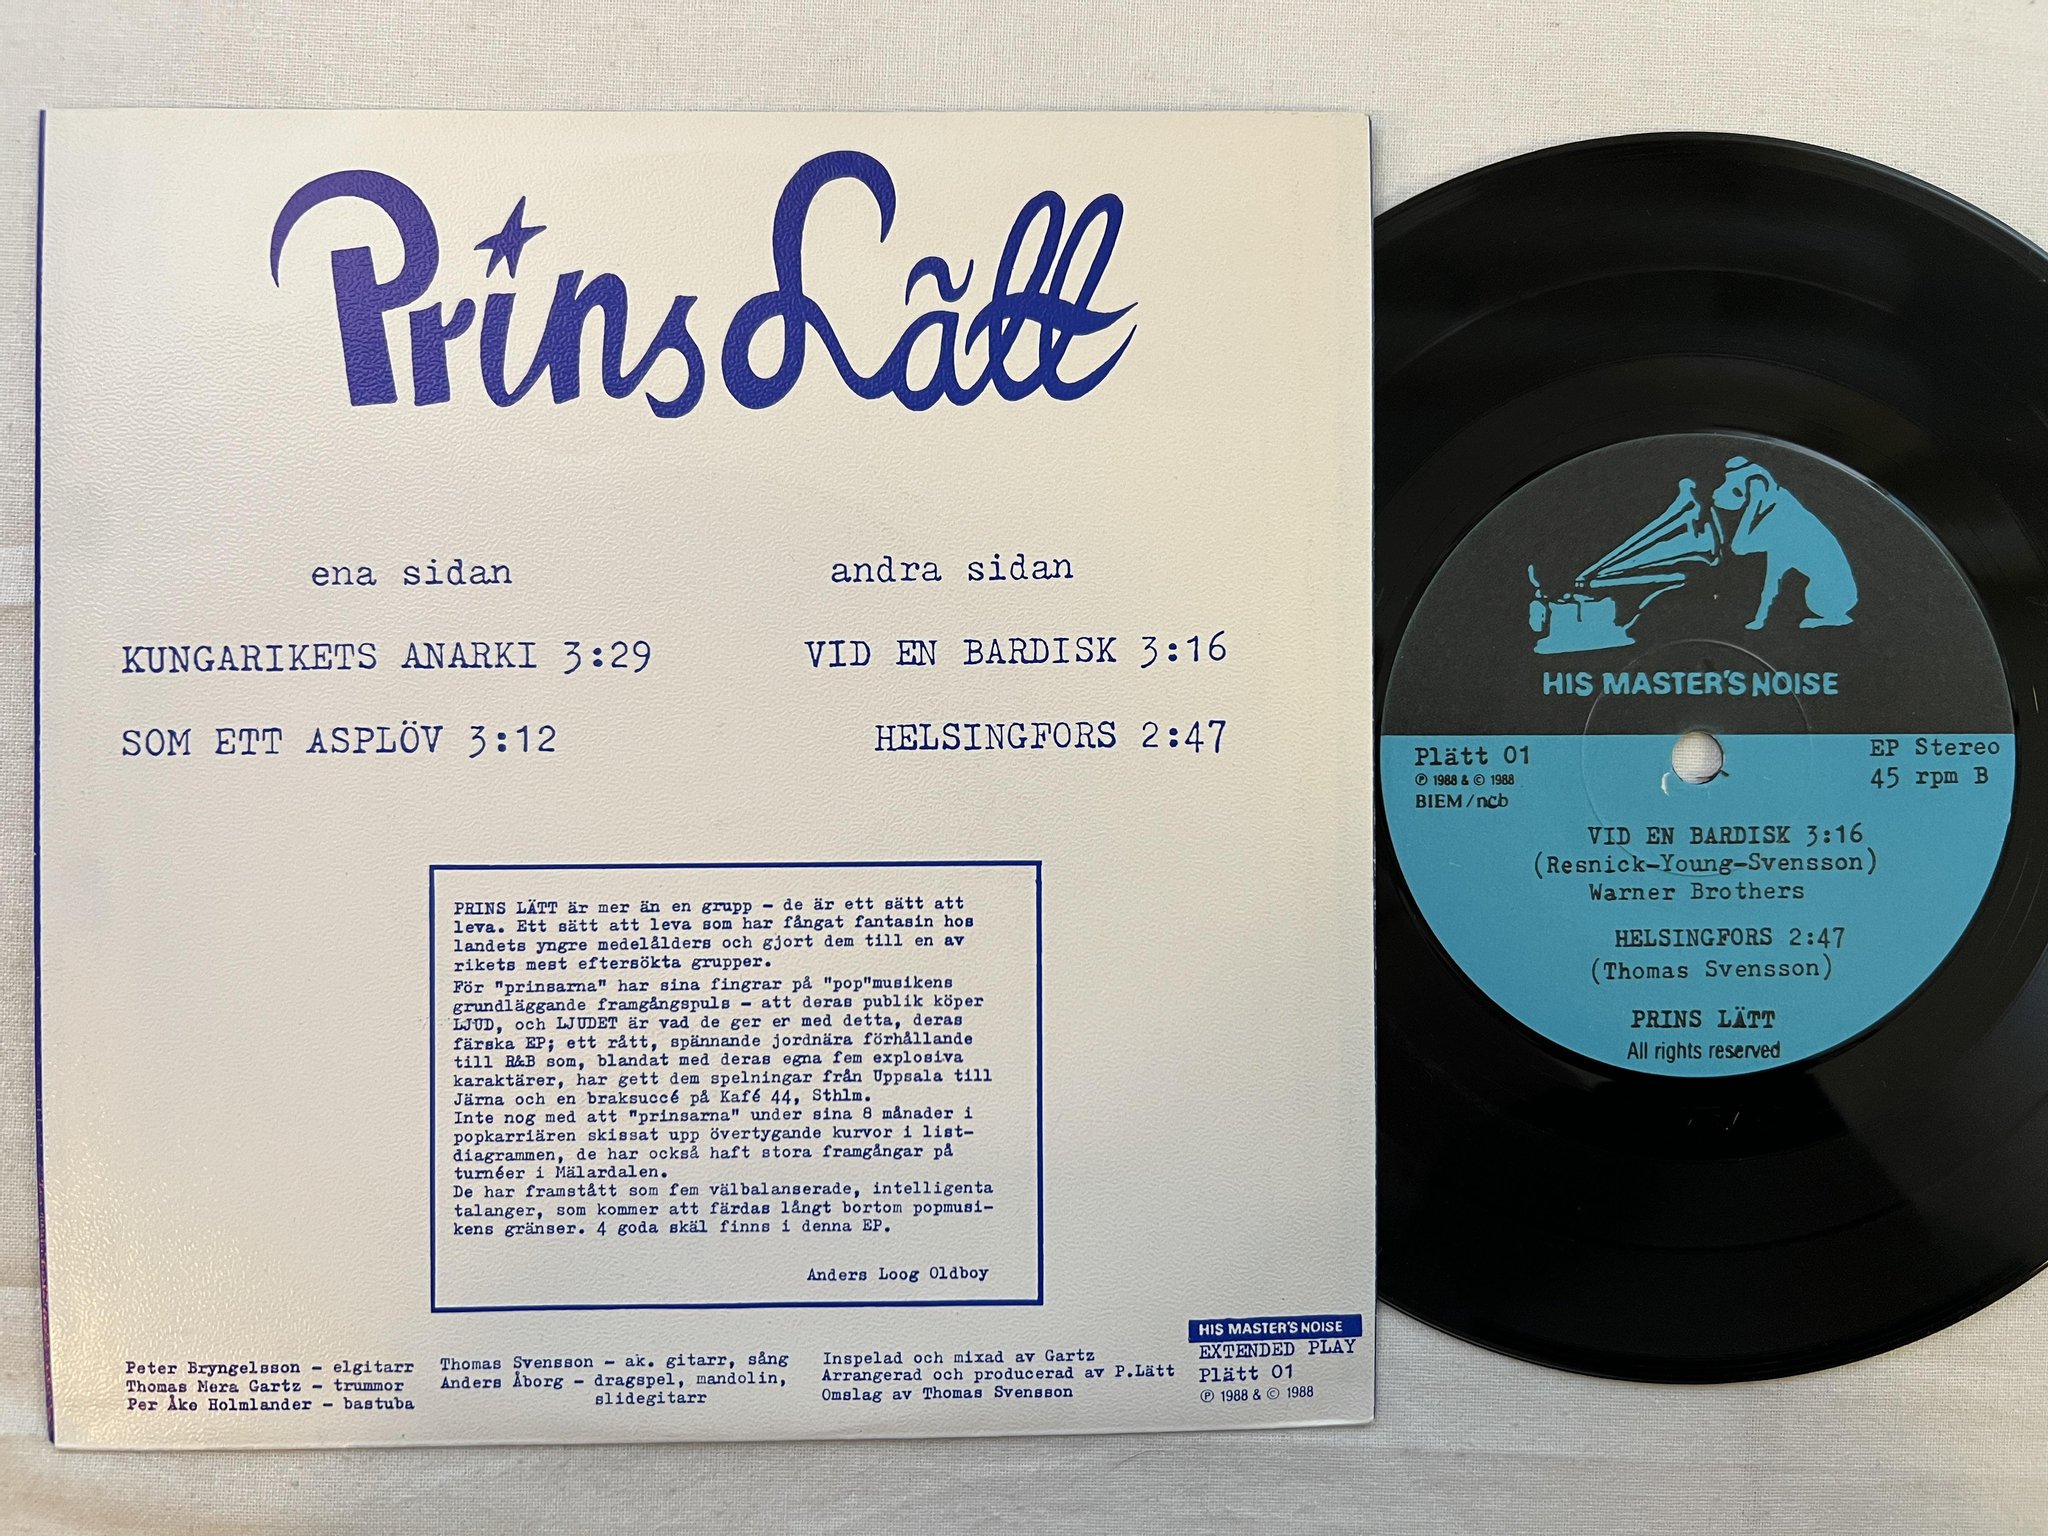 Prins Lätt
ena sidan
KUNGARIKETS ANARKI 3:29
SOM ETT ASPLÖV 3:12
andra sidan
VID EN BARDISK 3:16
HELSINGFORS 2:47
PRINS LÄTT är mer än en grupp - de är ett sätt att
leva. Ett sätt att leva som har fångat fantasin hos
landets yngre medelålders och gjort dem till en av
rikets mest eftersökta grupper.
För "prinsarna" har sina fingrar på "pop"musikens
grundläggande framgångspuls - att deras publik köper
LJUD, och LJUDET är vad de ger er med detta, deras
färska EP; ett rått, spännande jordnära förhållande
till R&B som, blandat med deras egna fem explosiva
karaktärer, har gett dem spelningar från Uppsala till
Järna och en braksuccé på Kafé 44, Sthlm.
Inte nog med att "prinsarna" under sina 8 månader i
popkarriären skissat upp övertygande kurvor i list-
diagrammen, de har också haft stora framgångar på
turnéer i Mälardalen.
De har framstått som fem välbalanserade, intelligenta
talanger, som kommer att färdas långt bortom popmusi-
kens gränser. 4 goda skäl finns i denna EP.
Anders Loog Oldboy
Peter Bryngelsson - elgitarr
Thomas Mera Gartz - trummor
Per Åke Holmlander - bastuba
Thomas Svensson - ak. gitarr, sång
Anders Åborg - dragspel, mandolin,
slidegitarr
Inspelad och mixad av Gartz
Arrangerad och producerad av P.Lätt
Omslag av Thomas Svensson
HIS MASTER'S NOISE
EXTENDED PLAY
Plätt 01
℗ 1988 & © 1988
HIS MASTER'S NOISE
Plätt 01
℗ 1988 & © 1988
BIEM/ncb
EP Stereo
45 rpm B
VID EN BARDISK 3:16
(Resnick-Young-Svensson)
Warner Brothers
HELSINGFORS 2:47
(Thomas Svensson)
PRINS LÄTT
All rights reserved